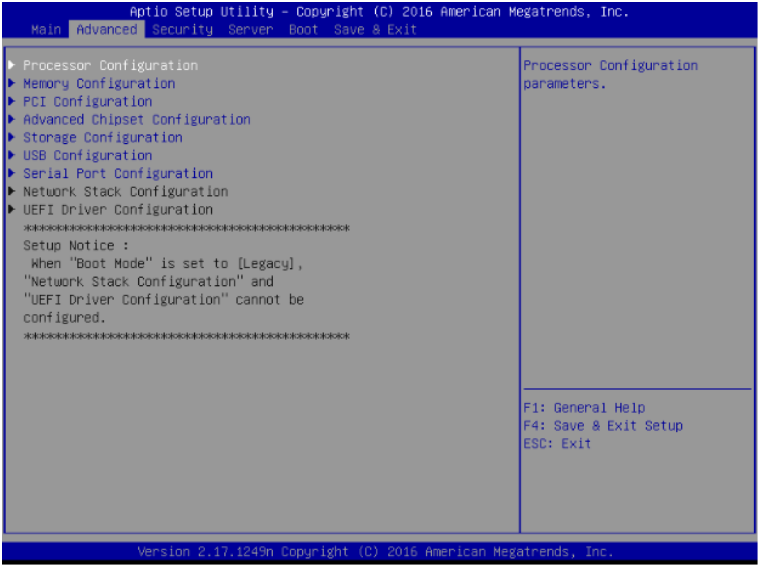 Aptio Setup Utility – Copyright (C) 2016 American Megatrends, Inc.
Main Advanced Security Server Boot Save & Exit
▶ Processor Configuration
▶ Memory Configuration
▶ PCI Configuration
▶ Advanced Chipset Configuration
▶ Storage Configuration
▶ USB Configuration
▶ Serial Port Configuration
▶ Network Stack Configuration
▶ UEFI Driver Configuration
*******************************************
Setup Notice :
When "Boot Mode" is set to [Legacy],
"Network Stack Configuration" and
"UEFI Driver Configuration" cannot be
configured.
*******************************************
Processor Configuration
parameters.
F1: General Help
F4: Save & Exit Setup
ESC: Exit
Version 2.17.1249n Copyright (C) 2016 American Megatrends, Inc.